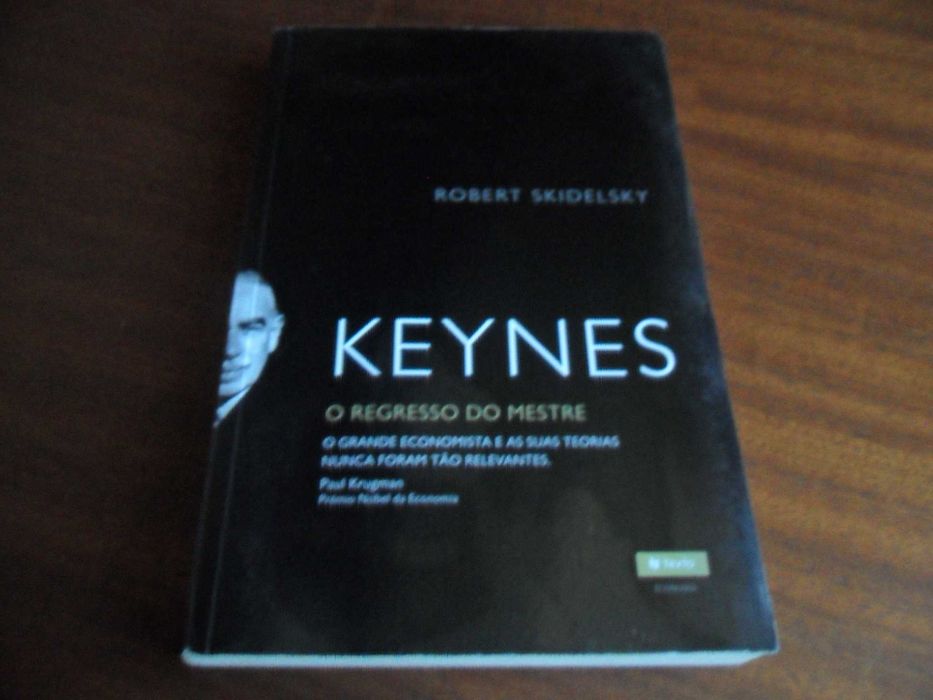 ROBERT SKIDELSKY
KEYNES
O REGRESSO DO MESTRE
O GRANDE ECONOMISTA E AS SUAS TEORIAS
NUNCA FORAM TÃO RELEVANTES.
Paul Krugman
Prémio Nobel da Economia
texto